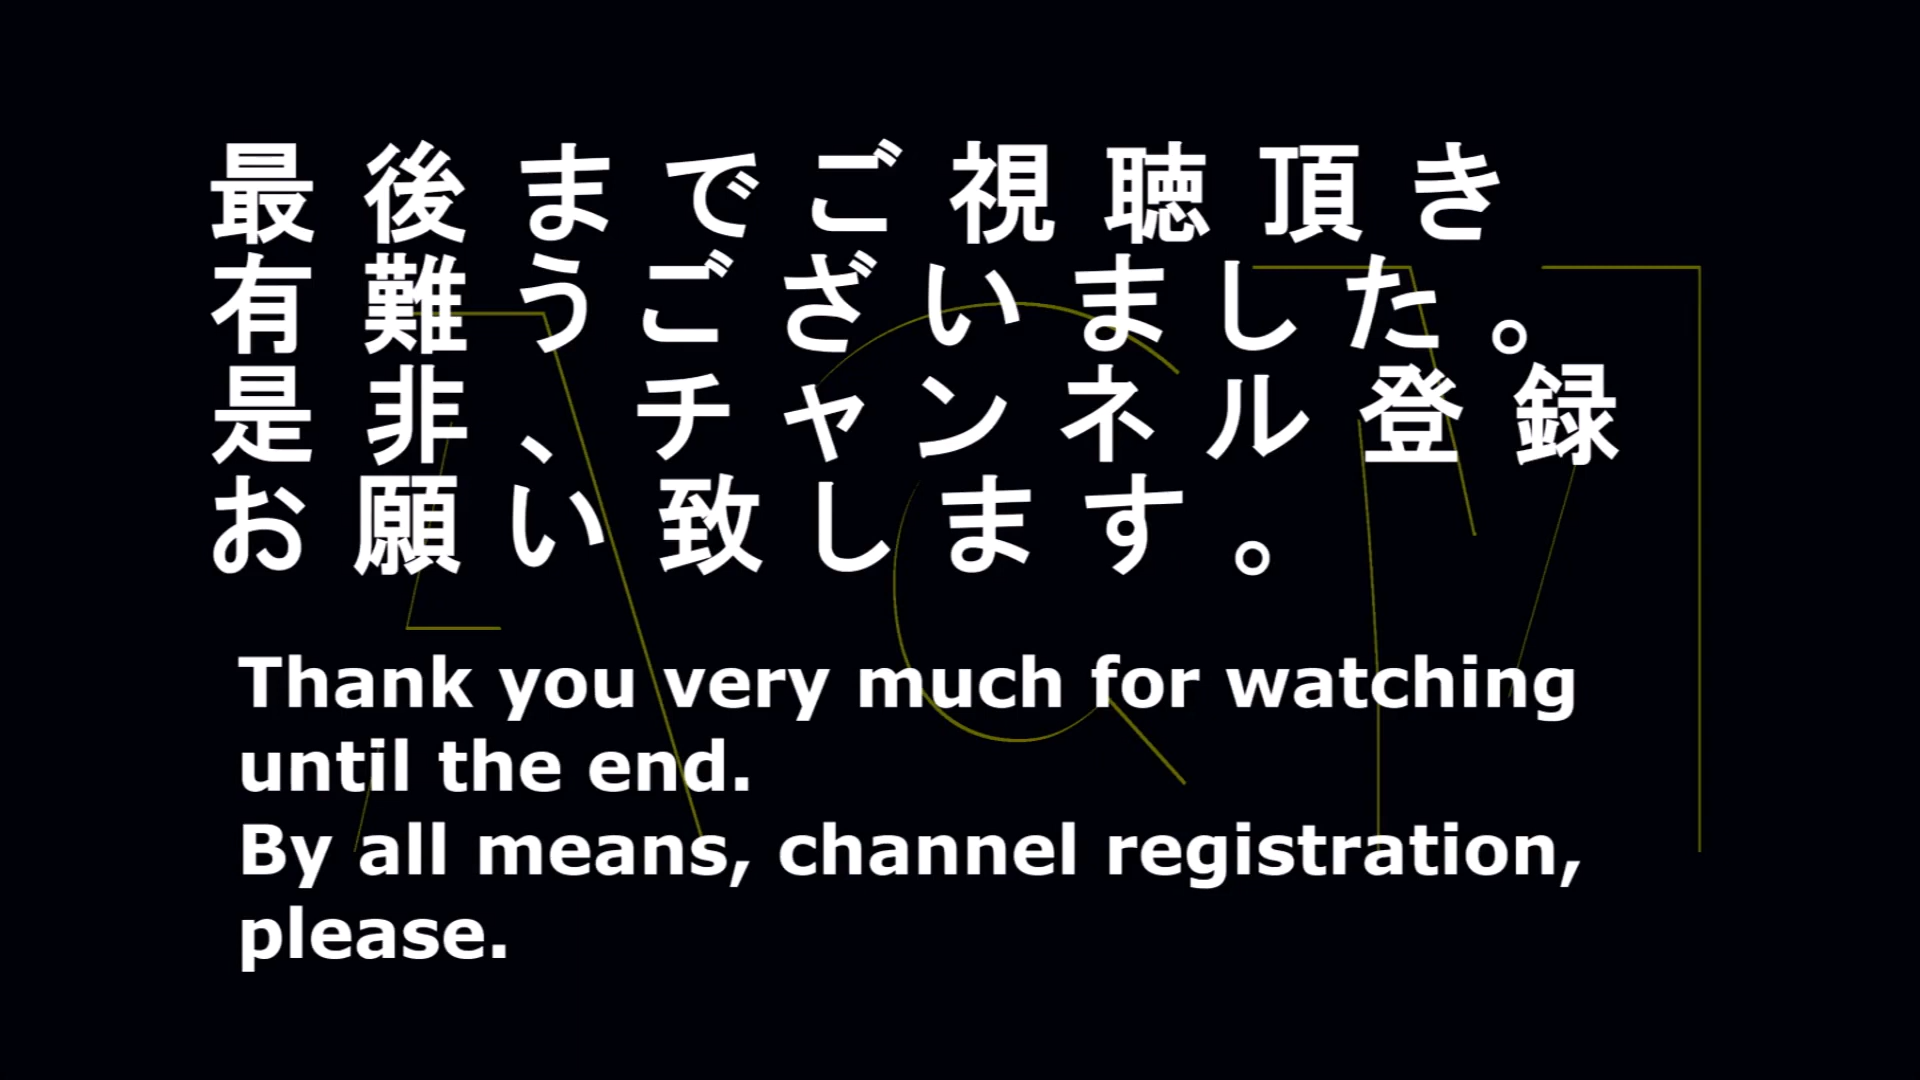 最後までご視聴頂き
有難うございました。
是非、チャンネル登録
お願い致します。
Thank you very much for watching
until the end.
By all means, channel registration,
please.